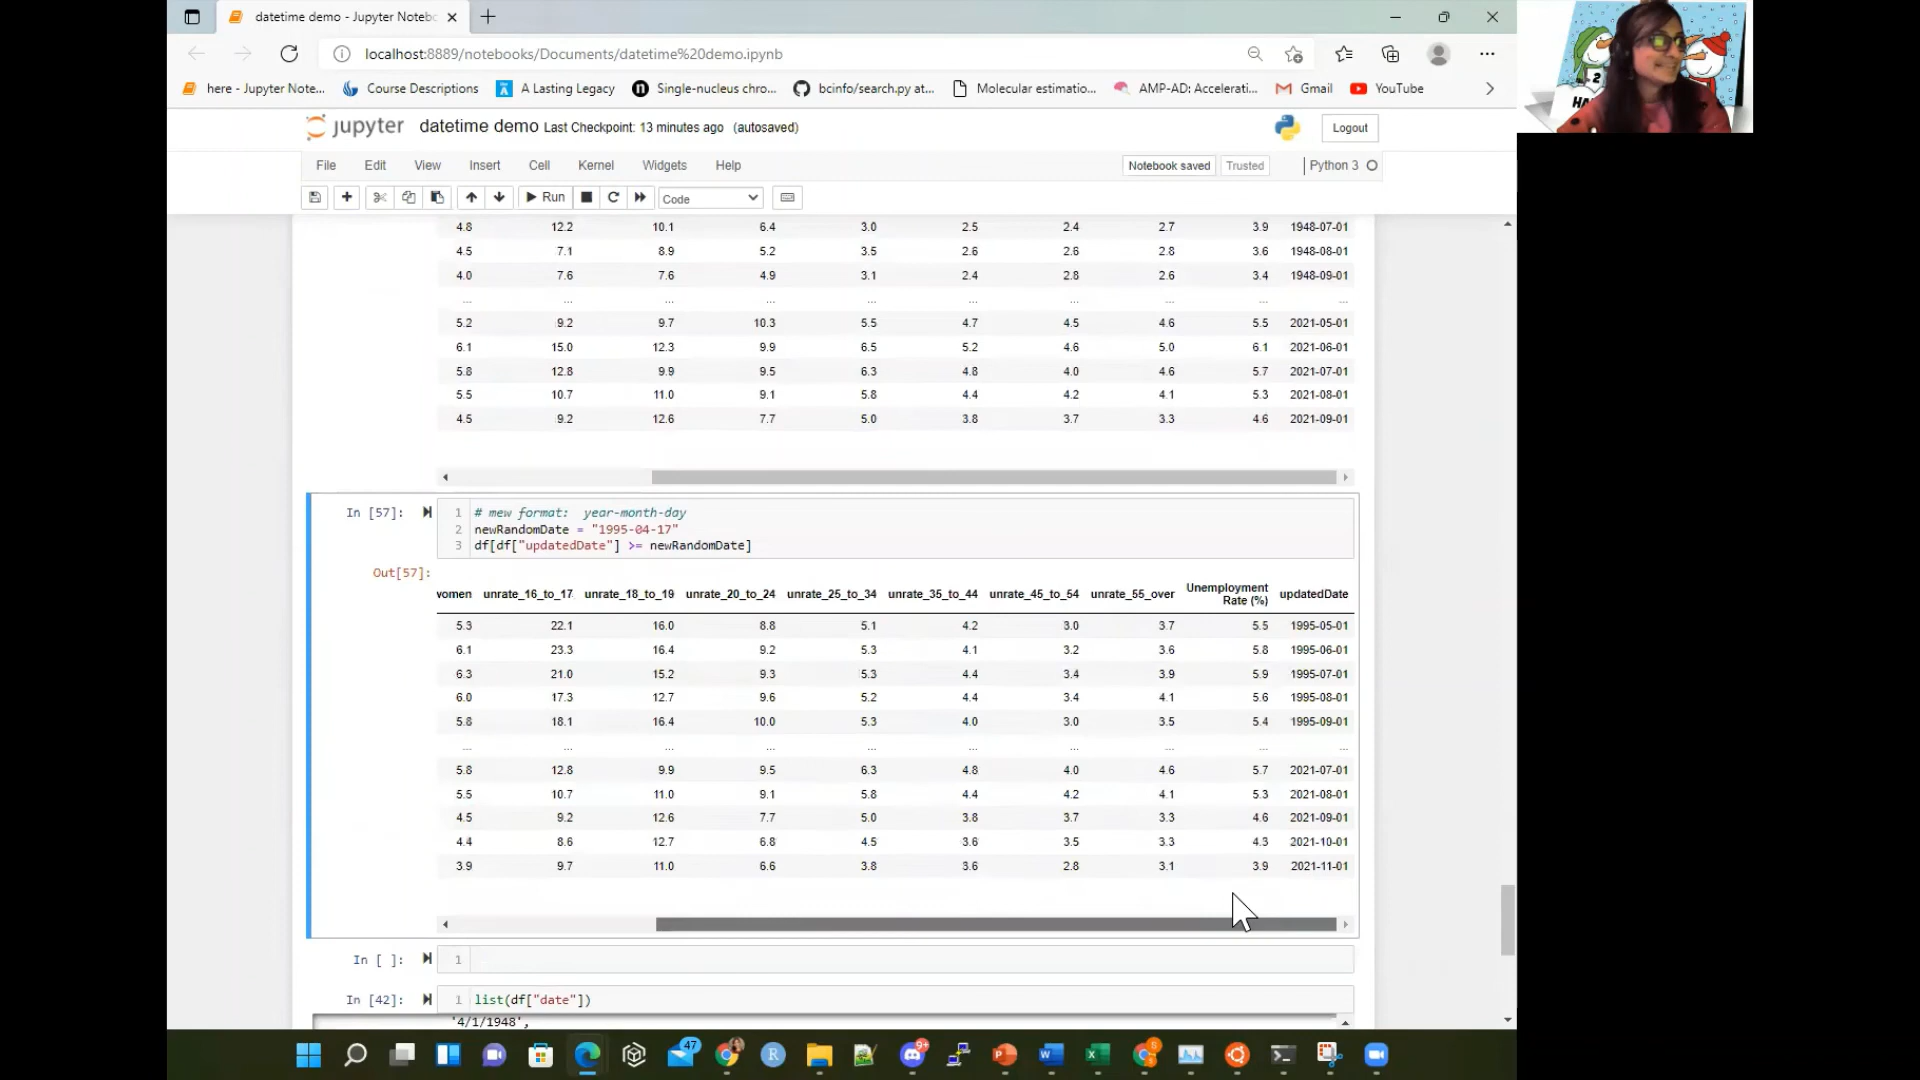 datetime demo - Jupyter Noteb
localhost:8889/notebooks/Documents/datetime%20demo.ipynb
here - Jupyter Note... Course Descriptions A Lasting Legacy Single-nucleus chro... bcinfo/search.py at... Molecular estimatio... AMP-AD: Accelerati... Gmail YouTube
jupyter datetime demo Last Checkpoint: 13 minutes ago (autosaved) Logout
File Edit View Insert Cell Kernel Widgets Help Notebook saved Trusted Python 3
Run Code
4.8 12.2 10.1 6.4 3.0 2.5 2.4 2.7 3.9 1948-07-01
4.5 7.1 8.9 5.2 3.5 2.6 2.6 2.8 3.6 1948-08-01
4.0 7.6 7.6 4.9 3.1 2.4 2.8 2.6 3.4 1948-09-01
... ... ... ... ... ... ... ... ... ...
5.2 9.2 9.7 10.3 5.5 4.7 4.5 4.6 5.5 2021-05-01
6.1 15.0 12.3 9.9 6.5 5.2 4.6 5.0 6.1 2021-06-01
5.8 12.8 9.9 9.5 6.3 4.8 4.0 4.6 5.7 2021-07-01
5.5 10.7 11.0 9.1 5.8 4.4 4.2 4.1 5.3 2021-08-01
4.5 9.2 12.6 7.7 5.0 3.8 3.7 3.3 4.6 2021-09-01
In [57]: 1 # mew format: year-month-day
2 newRandomDate = "1995-04-17"
3 df[df["updatedDate"] >= newRandomDate]
Out[57]:
women unrate_16_to_17 unrate_18_to_19 unrate_20_to_24 unrate_25_to_34 unrate_35_to_44 unrate_45_to_54 unrate_55_over Unemployment Rate (%) updatedDate
5.3 22.1 16.0 8.8 5.1 4.2 3.0 3.7 5.5 1995-05-01
6.1 23.3 16.4 9.2 5.3 4.1 3.2 3.6 5.8 1995-06-01
6.3 21.0 15.2 9.3 5.3 4.4 3.4 3.9 5.9 1995-07-01
6.0 17.3 12.7 9.6 5.2 4.4 3.4 4.1 5.6 1995-08-01
5.8 18.1 16.4 10.0 5.3 4.0 3.0 3.5 5.4 1995-09-01
... ... ... ... ... ... ... ... ... ...
5.8 12.8 9.9 9.5 6.3 4.8 4.0 4.6 5.7 2021-07-01
5.5 10.7 11.0 9.1 5.8 4.4 4.2 4.1 5.3 2021-08-01
4.5 9.2 12.6 7.7 5.0 3.8 3.7 3.3 4.6 2021-09-01
4.4 8.6 12.7 6.8 4.5 3.6 3.5 3.3 4.3 2021-10-01
3.9 9.7 11.0 6.6 3.8 3.6 2.8 3.1 3.9 2021-11-01
In [ ]: 1
In [42]: 1 list(df["date"])
'4/1/1948',
47 9+